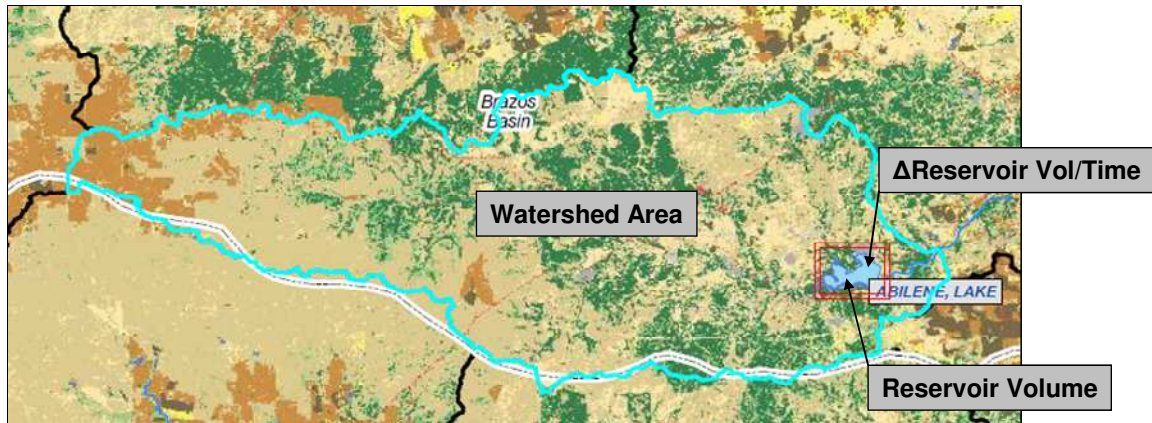 Brazos
Basin
ΔReservoir Vol/Time
Watershed Area
ABILENE, LAKE
Reservoir Volume